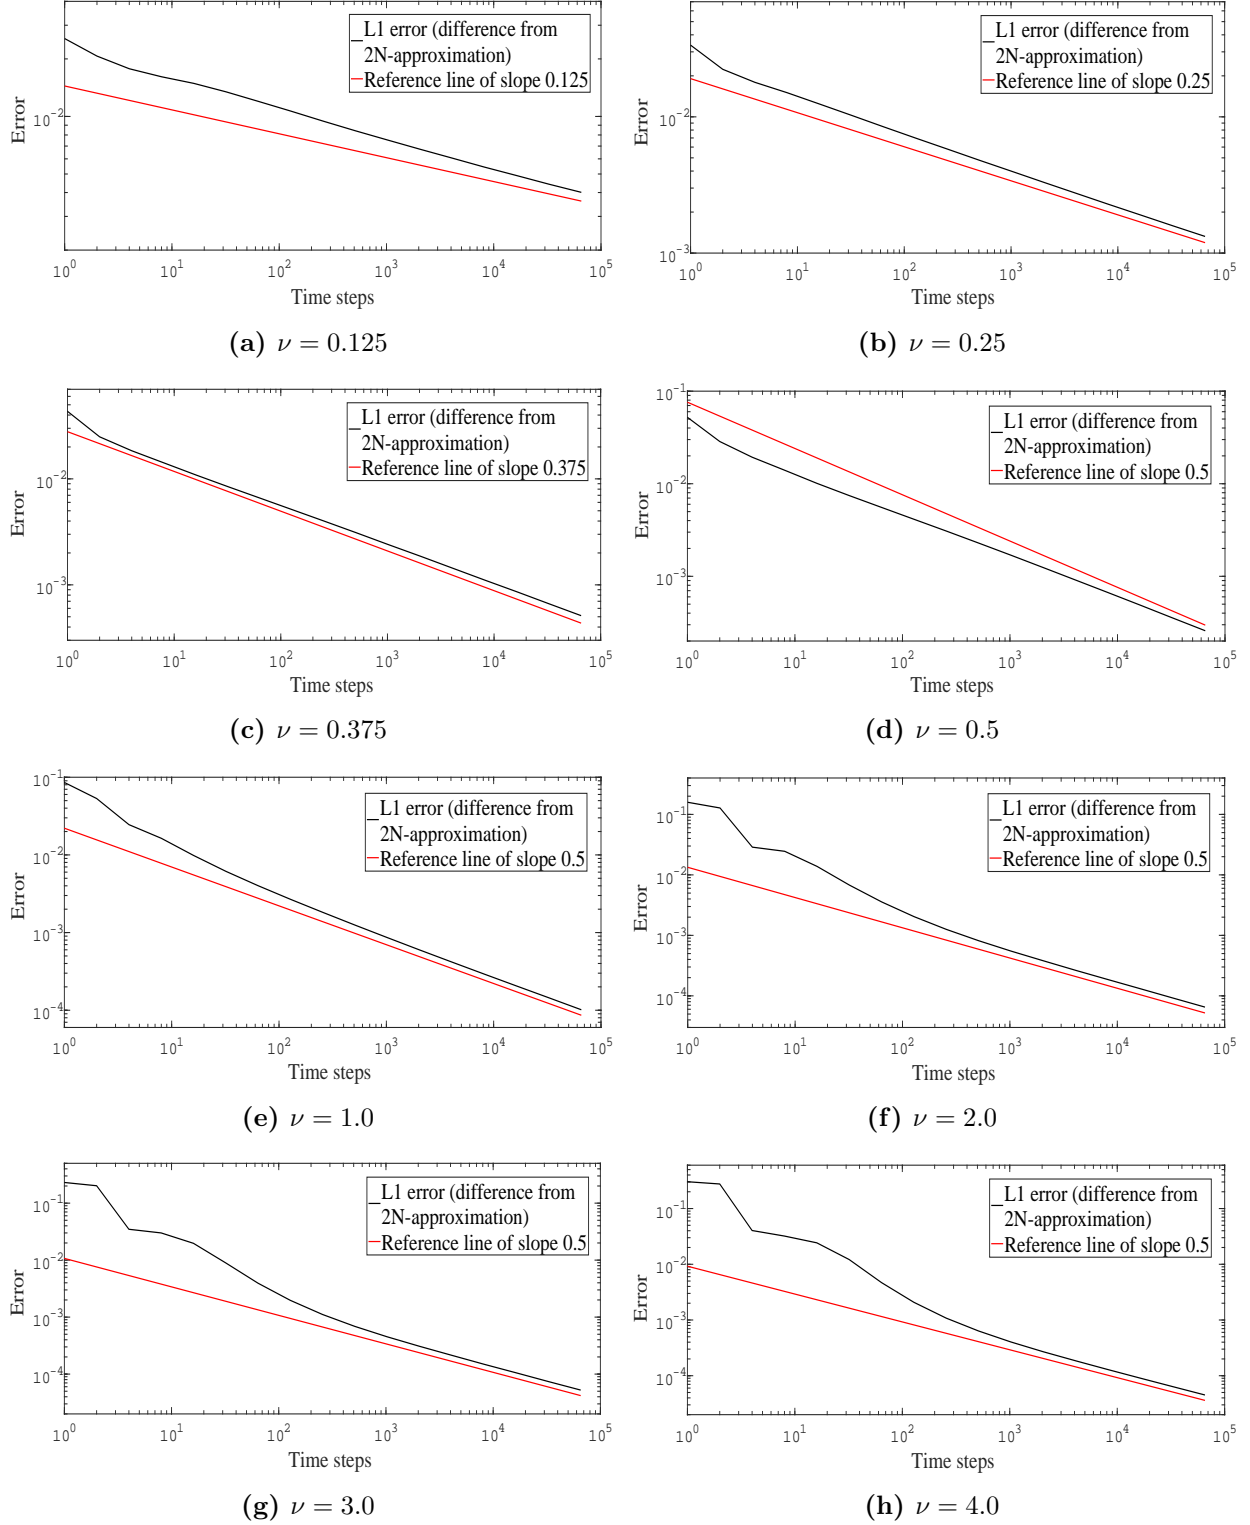 L1 error (difference from
2N-approximation)
Reference line of slope 0.125
Error
10^-2
10^0 10^1 10^2 10^3 10^4 10^5
Time steps
(a) ν = 0.125
L1 error (difference from
2N-approximation)
Reference line of slope 0.25
Error
10^-2
10^-3
10^0 10^1 10^2 10^3 10^4 10^5
Time steps
(b) ν = 0.25
L1 error (difference from
2N-approximation)
Reference line of slope 0.375
Error
10^-2
10^-3
10^0 10^1 10^2 10^3 10^4 10^5
Time steps
(c) ν = 0.375
10^-1
L1 error (difference from
2N-approximation)
Reference line of slope 0.5
Error
10^-2
10^-3
10^0 10^1 10^2 10^3 10^4 10^5
Time steps
(d) ν = 0.5
10^-1
L1 error (difference from
2N-approximation)
Reference line of slope 0.5
Error
10^-2
10^-3
10^-4
10^0 10^1 10^2 10^3 10^4 10^5
Time steps
(e) ν = 1.0
L1 error (difference from
2N-approximation)
Reference line of slope 0.5
Error
10^-1
10^-2
10^-3
10^-4
10^0 10^1 10^2 10^3 10^4 10^5
Time steps
(f) ν = 2.0
L1 error (difference from
2N-approximation)
Reference line of slope 0.5
Error
10^-1
10^-2
10^-3
10^-4
10^0 10^1 10^2 10^3 10^4 10^5
Time steps
(g) ν = 3.0
L1 error (difference from
2N-approximation)
Reference line of slope 0.5
Error
10^-1
10^-2
10^-3
10^-4
10^0 10^1 10^2 10^3 10^4 10^5
Time steps
(h) ν = 4.0